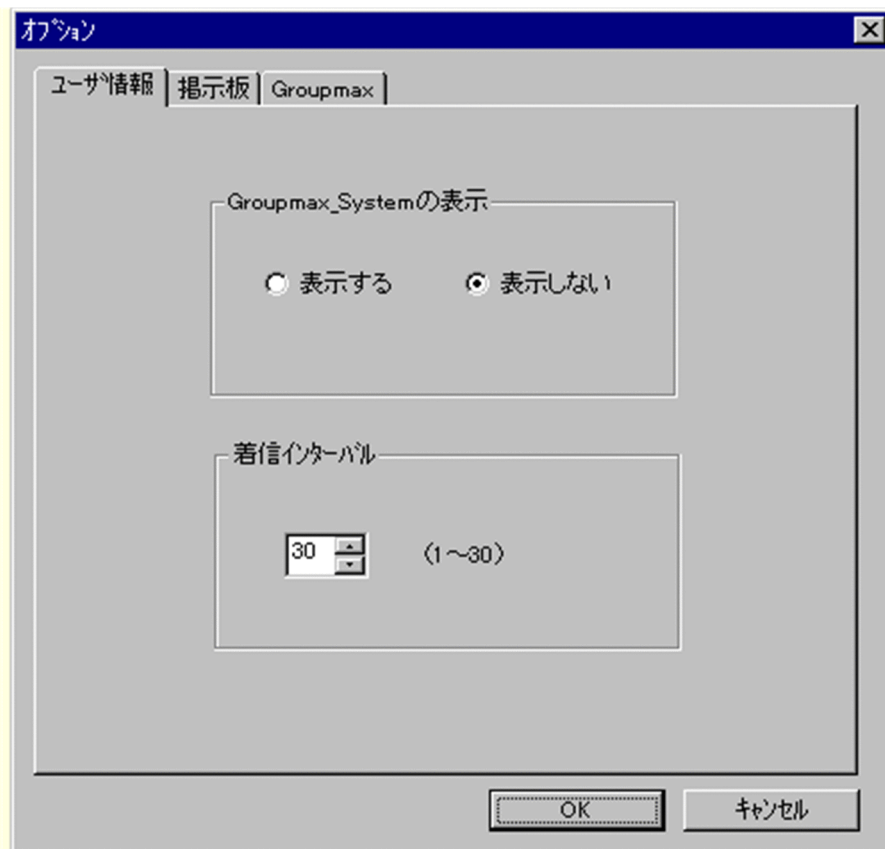 オプション
ユーザ情報 掲示板 Groupmax
Groupmax_Systemの表示
表示する 表示しない
着信インターバル
30 (1～30)
OK キャンセル